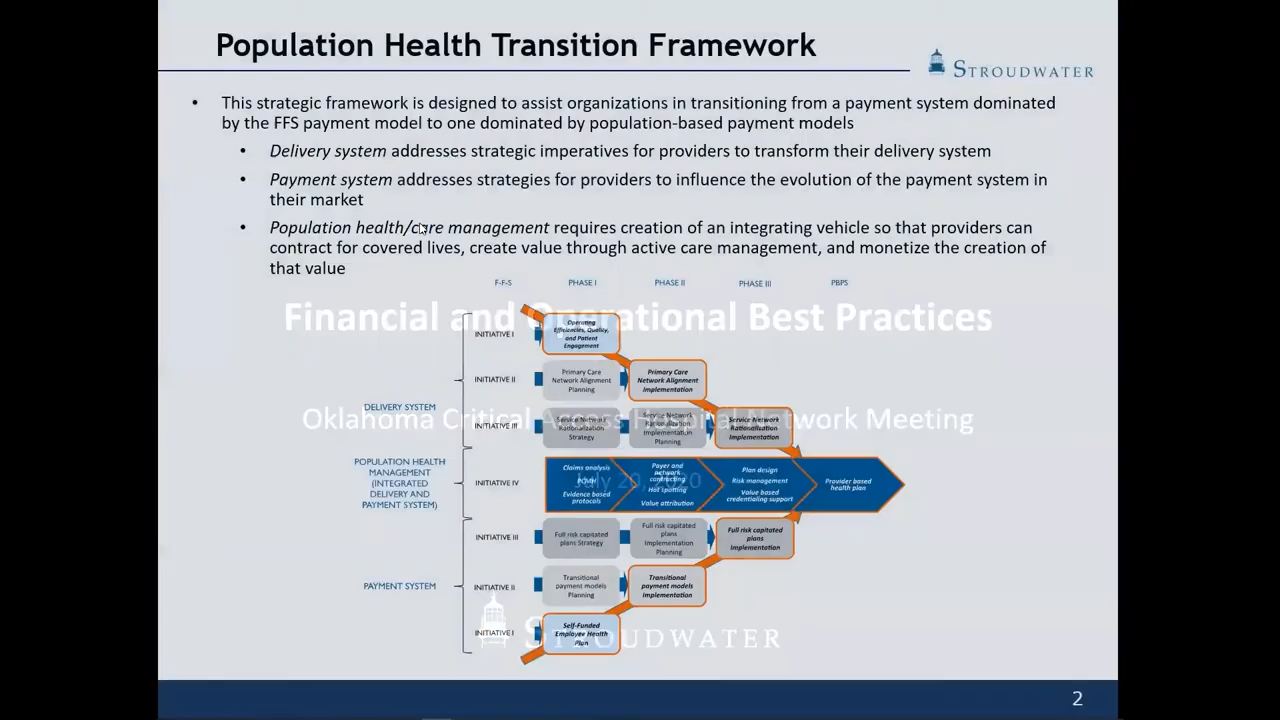 Population Health Transition Framework
STROUDWATER
• This strategic framework is designed to assist organizations in transitioning from a payment system dominated
by the FFS payment model to one dominated by population-based payment models
• Delivery system addresses strategic imperatives for providers to transform their delivery system
• Payment system addresses strategies for providers to influence the evolution of the payment system in
their market
• Population health/care management requires creation of an integrating vehicle so that providers can
contract for covered lives, create value through active care management, and monetize the creation of
that value
F-F-S PHASE I PHASE II PHASE III PBPS
Financial and Operational Best Practices
INITIATIVE I
Operating
Efficiencies, Quality,
and Patient
Engagement
INITIATIVE II
Primary Care
Network Alignment
Planning
Primary Care
Network Alignment
Implementation
DELIVERY SYSTEM
Oklahoma Critical Access Hospital Network Meeting
INITIATIVE III
Service Network
Rationalization
Strategy
Service Network
Rationalization
Implementation
Planning
Service Network
Rationalization
Implementation
POPULATION HEALTH
MANAGEMENT
(INTEGRATED
DELIVERY AND
PAYMENT SYSTEM)
INITIATIVE IV
Claims analysis
PCMH
Evidence based
protocols
Payer and
network
contracting
Hot spotting
Value attribution
Plan design
Risk management
Value based
credentialing support
Provider based
health plan
July 20, 2020
INITIATIVE III
Full risk capitated
plans Strategy
Full risk capitated
plans
Implementation
Planning
Full risk capitated
plans
Implementation
PAYMENT SYSTEM
INITIATIVE II
Transitional
payment models
Planning
Transitional
payment models
Implementation
INITIATIVE I
Self-Funded
Employee Health
Plan
STROUDWATER
2